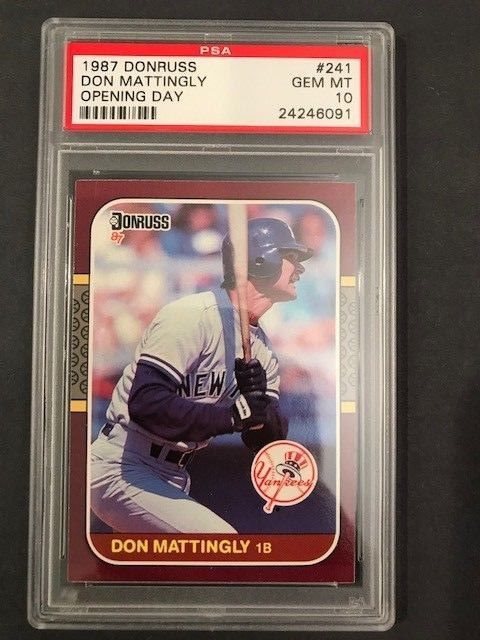 PSA
1987 DONRUSS #241
DON MATTINGLY GEM MT
OPENING DAY 10
24246091
DONRUSS
87
NEW
Yankees
DON MATTINGLY 1B